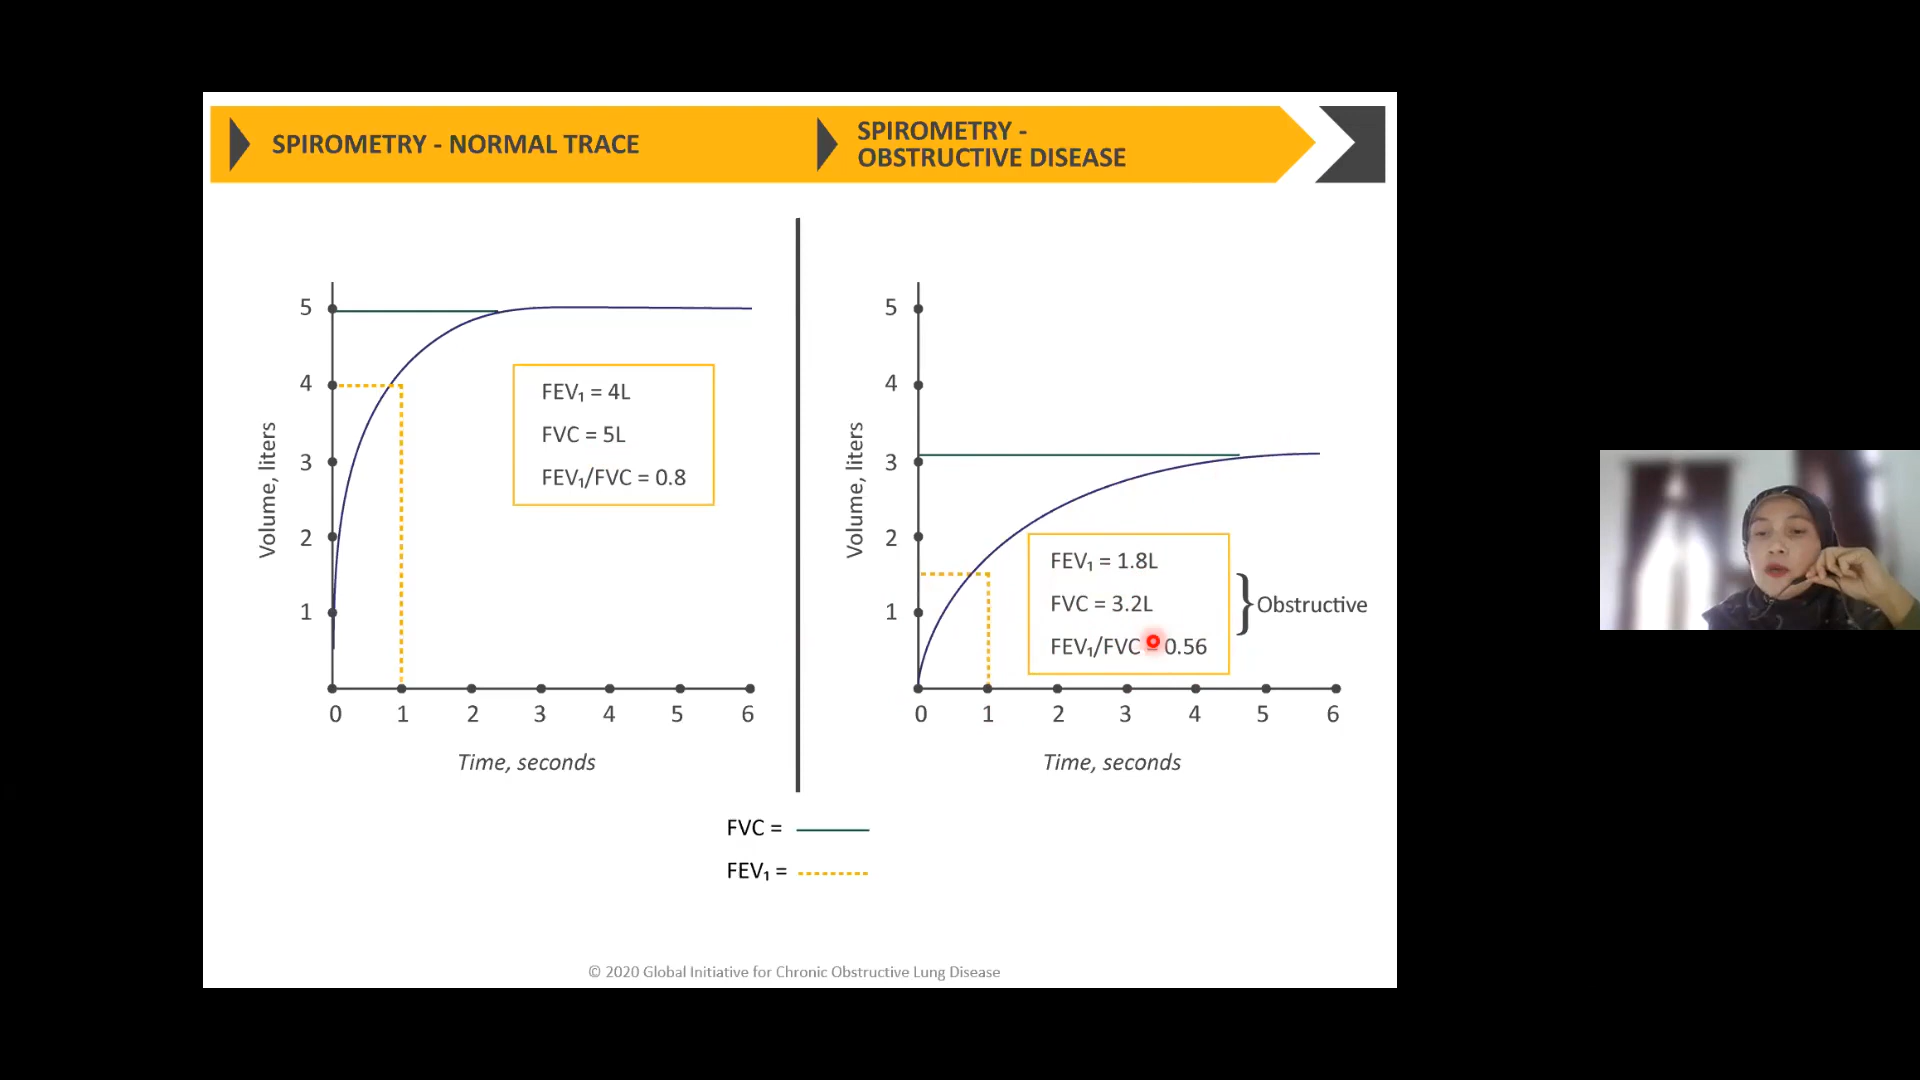 SPIROMETRY - NORMAL TRACE
SPIROMETRY -
OBSTRUCTIVE DISEASE
5
4
3
2
1
Volume, liters
FEV₁ = 4L
FVC = 5L
FEV₁/FVC = 0.8
0 1 2 3 4 5 6
Time, seconds
5
4
3
2
1
Volume, liters
FEV₁ = 1.8L
FVC = 3.2L
FEV₁/FVC = 0.56
Obstructive
0 1 2 3 4 5 6
Time, seconds
FVC =
FEV₁ =
© 2020 Global Initiative for Chronic Obstructive Lung Disease